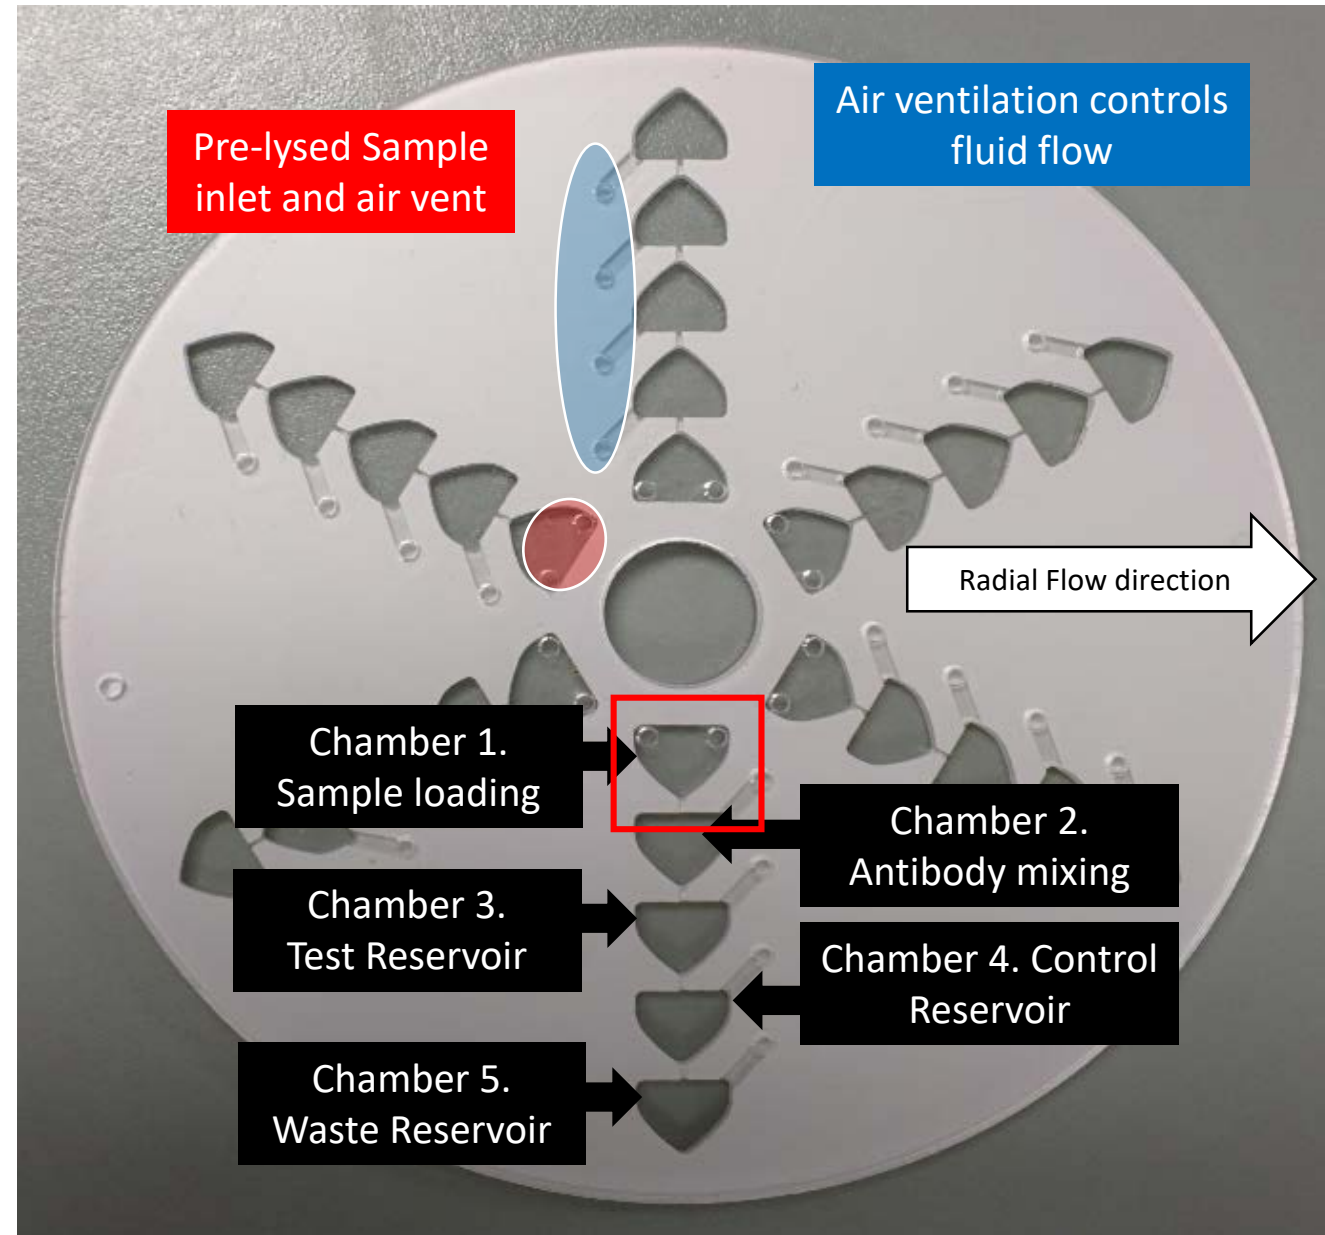 Pre-lysed Sample
inlet and air vent
Air ventilation controls
fluid flow
Radial Flow direction
Chamber 1.
Sample loading
Chamber 2.
Antibody mixing
Chamber 3.
Test Reservoir
Chamber 4. Control
Reservoir
Chamber 5.
Waste Reservoir